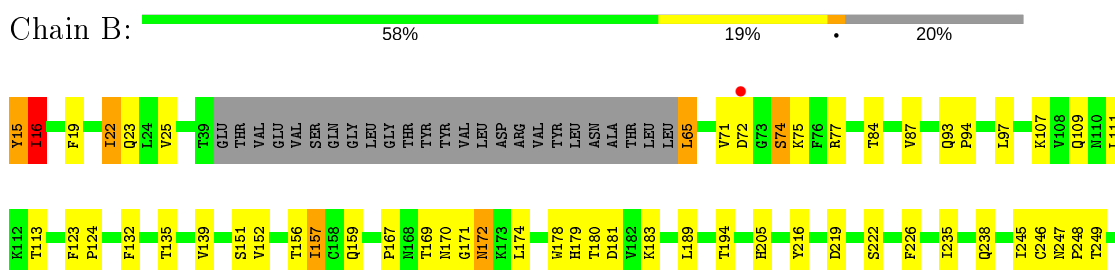 Chain B:
58% 19% • 20%
Y15 I16 F19 I22 Q23 L24 V25 T39 GLU THR VAL GLU VAL SER GLN GLY LEU GLY THR TYR TYR VAL LEU ASP ARG VAL TYR LEU ASN ALA THR LEU LEU L65 V71 D72 G73 S74 K75 F76 R77 T84 V87 Q93 P94 L97 K107 V108 Q109 N110 L111
K112 T113 F123 P124 F132 T135 V139 S151 V152 T156 I157 C158 Q159 P167 N168 T169 N170 G171 N172 K173 L174 W178 H179 T180 D181 V182 K183 L189 T194 H205 Y216 D219 S222 F226 I235 Q238 I245 C246 N247 P248 T249